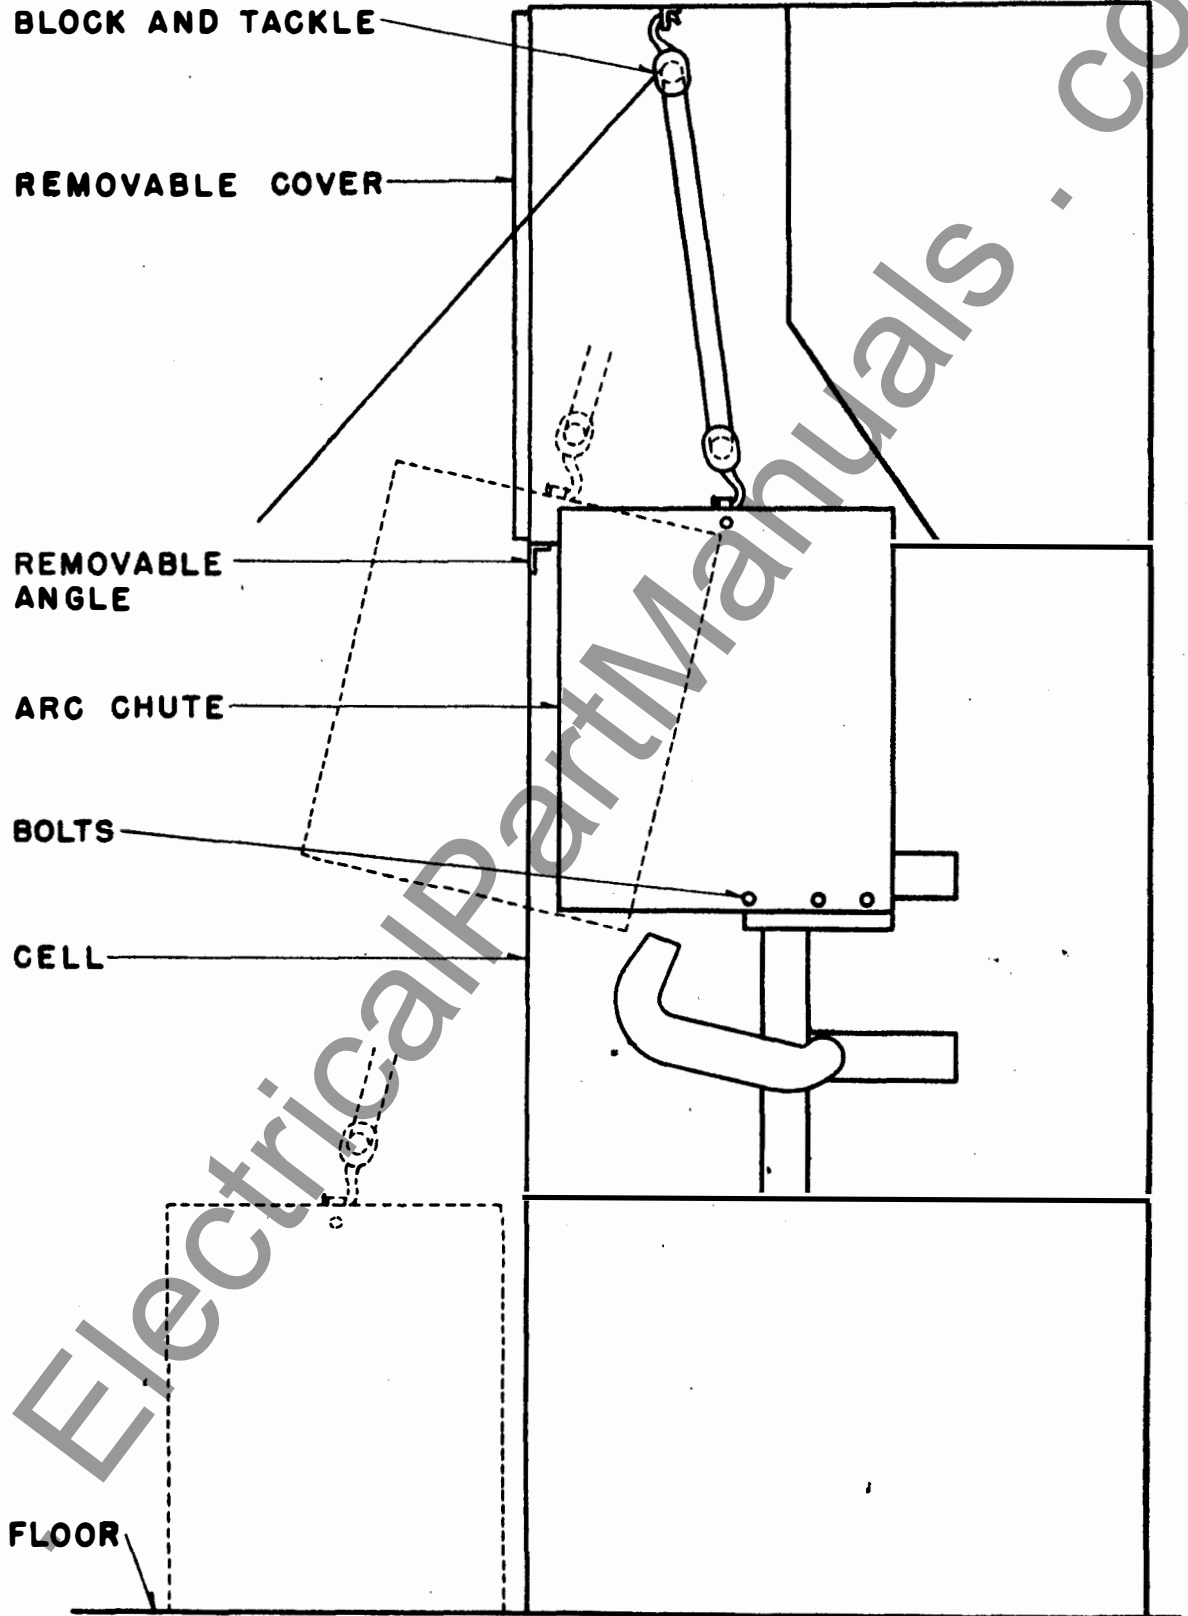 BLOCK AND TACKLE
REMOVABLE COVER
REMOVABLE
ANGLE
ARC CHUTE
BOLTS
CELL
FLOOR
. ElectricalPartManuals . co